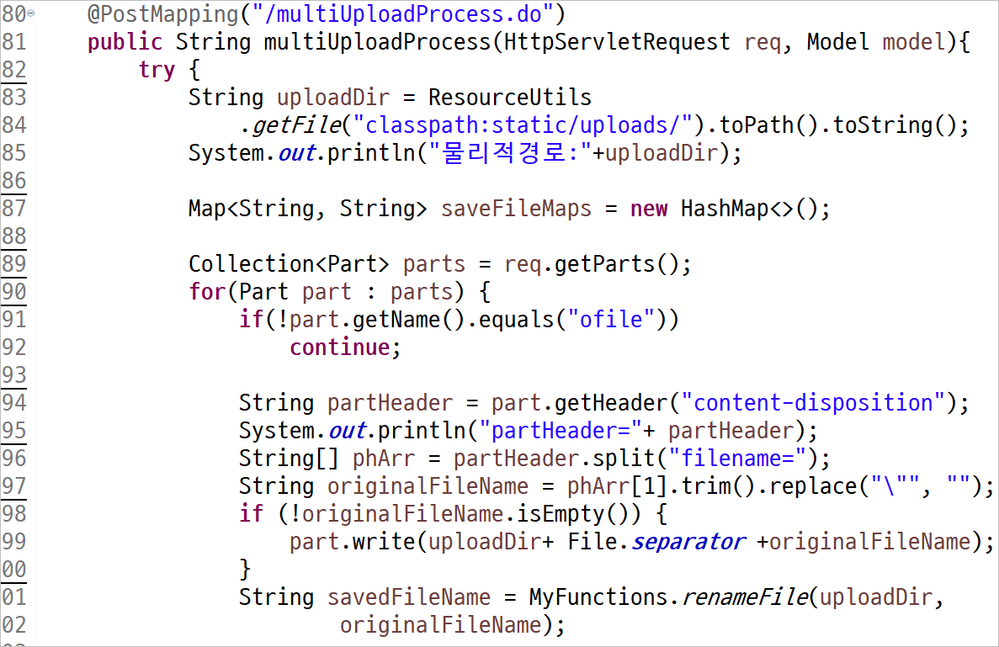 80 @PostMapping("/multiUploadProcess.do")
81 public String multiUploadProcess(HttpServletRequest req, Model model){
82 try {
83 String uploadDir = ResourceUtils
84 .getFile("classpath:static/uploads/").toPath().toString();
85 System.out.println("물리적경로:"+uploadDir);
86
87 Map<String, String> saveFileMaps = new HashMap<>();
88
89 Collection<Part> parts = req.getParts();
90 for(Part part : parts) {
91 if(!part.getName().equals("ofile"))
92 continue;
93
94 String partHeader = part.getHeader("content-disposition");
95 System.out.println("partHeader="+ partHeader);
96 String[] phArr = partHeader.split("filename=");
97 String originalFileName = phArr[1].trim().replace("\"", "");
98 if (!originalFileName.isEmpty()) {
99 part.write(uploadDir+ File.separator +originalFileName);
00 }
01 String savedFileName = MyFunctions.renameFile(uploadDir,
02 originalFileName);